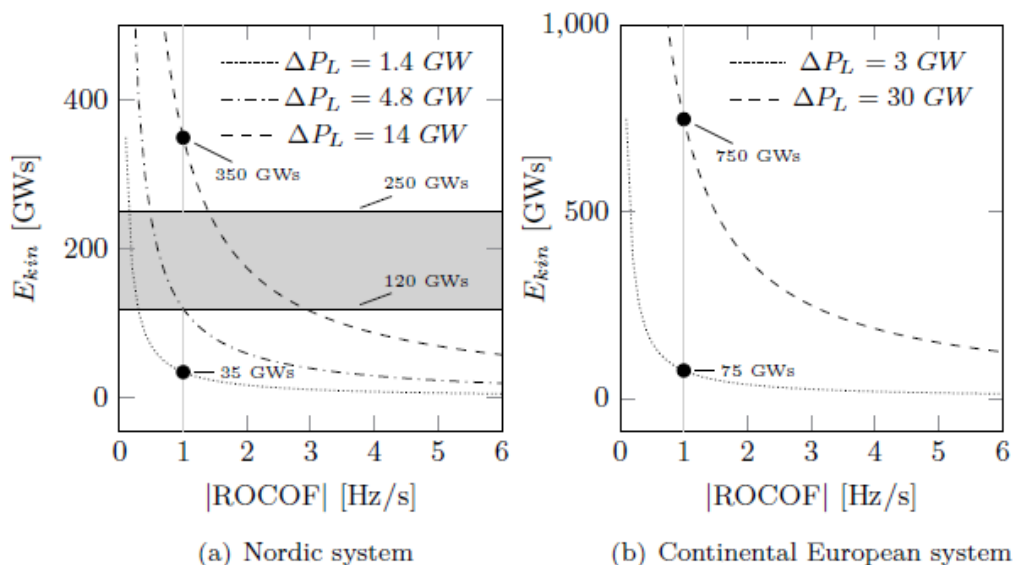 ΔP_L = 1.4 GW
ΔP_L = 4.8 GW
ΔP_L = 14 GW
400
200
0
350 GWs
250 GWs
120 GWs
35 GWs
E_kin [GWs]
0 1 2 3 4 5 6
|ROCOF| [Hz/s]
(a) Nordic system
ΔP_L = 3 GW
ΔP_L = 30 GW
1,000
500
0
750 GWs
75 GWs
E_kin [GWs]
0 1 2 3 4 5 6
|ROCOF| [Hz/s]
(b) Continental European system